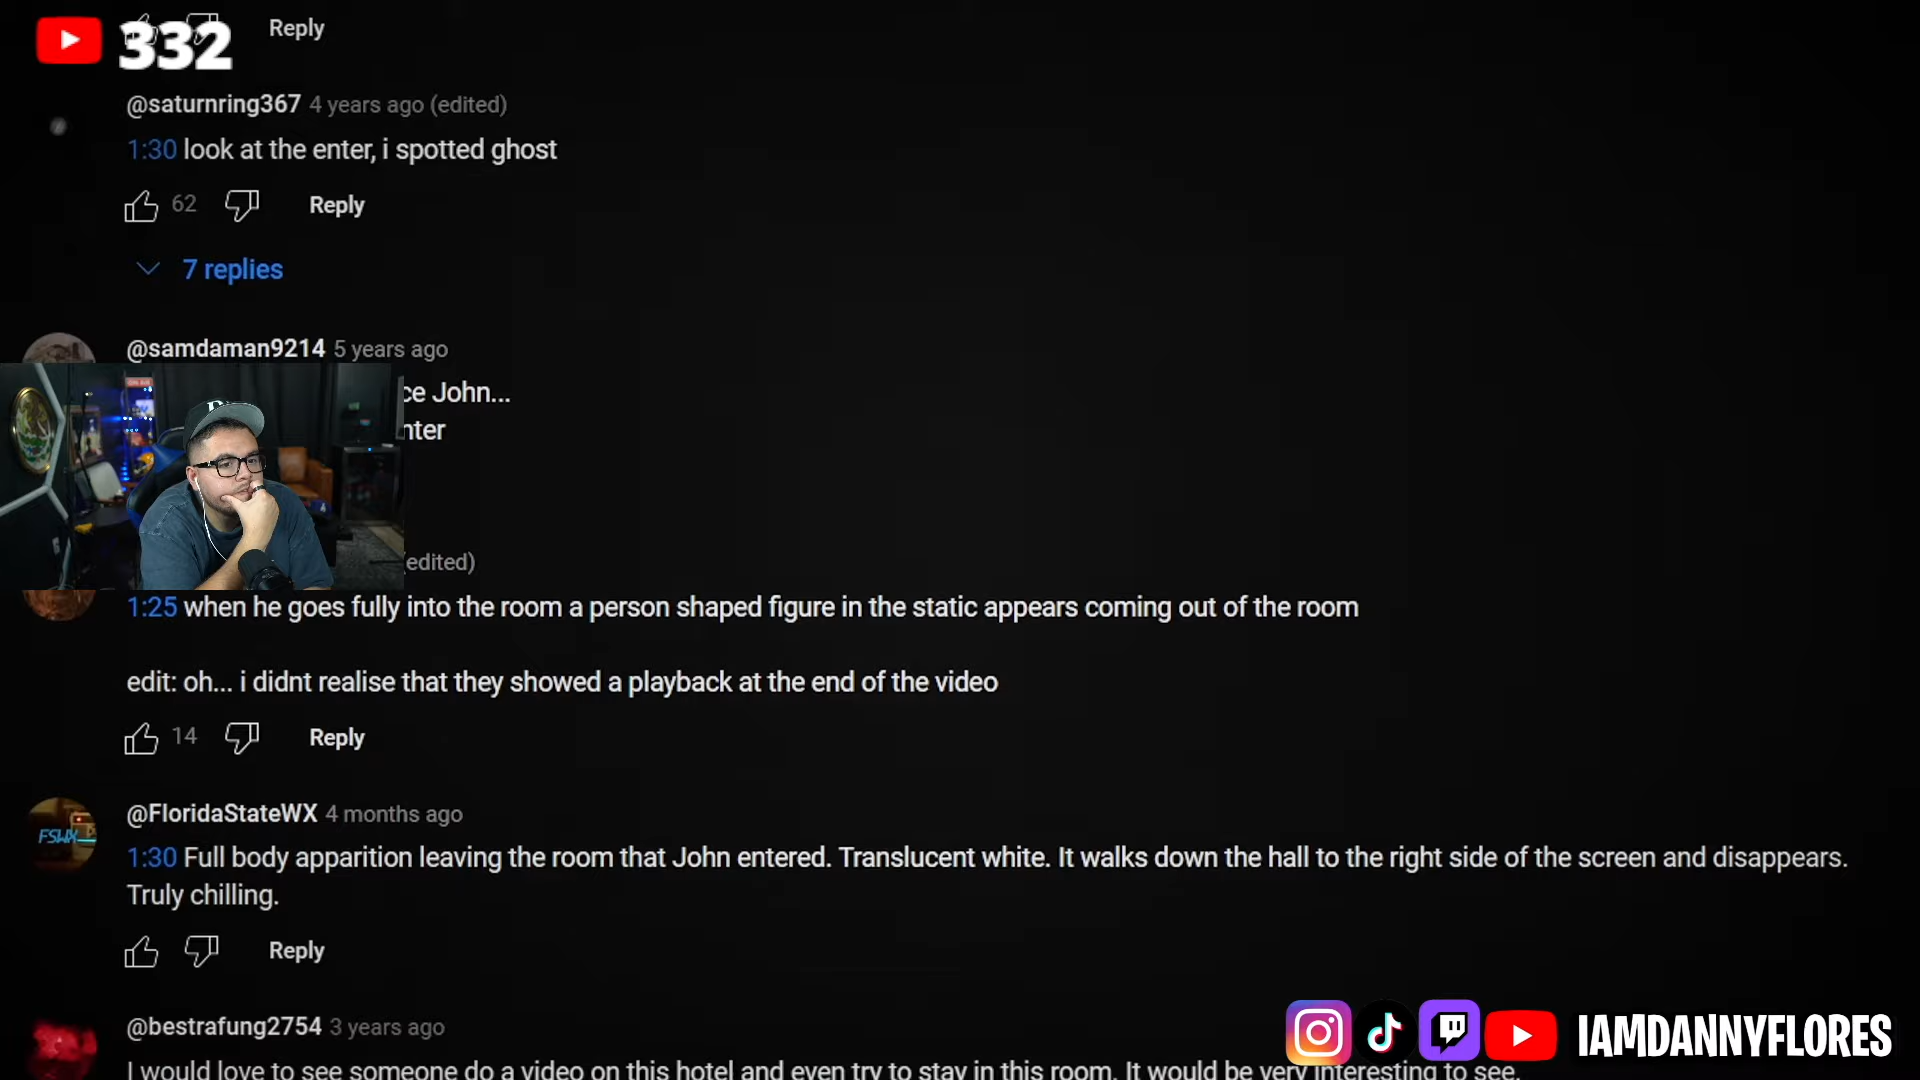 332
Reply
@saturnring367 4 years ago (edited)
1:30 look at the enter, i spotted ghost
62 Reply
7 replies
@samdaman9214 5 years ago
ce John...
nter
edited)
1:25 when he goes fully into the room a person shaped figure in the static appears coming out of the room
edit: oh... i didnt realise that they showed a playback at the end of the video
14 Reply
FSWX
@FloridaStateWX 4 months ago
1:30 Full body apparition leaving the room that John entered. Translucent white. It walks down the hall to the right side of the screen and disappears.
Truly chilling.
Reply
@bestrafung2754 3 years ago
I would love to see someone do a video on this hotel and even try to stay in this room. It would be very interesting to see.
IAMDANNYFLORES